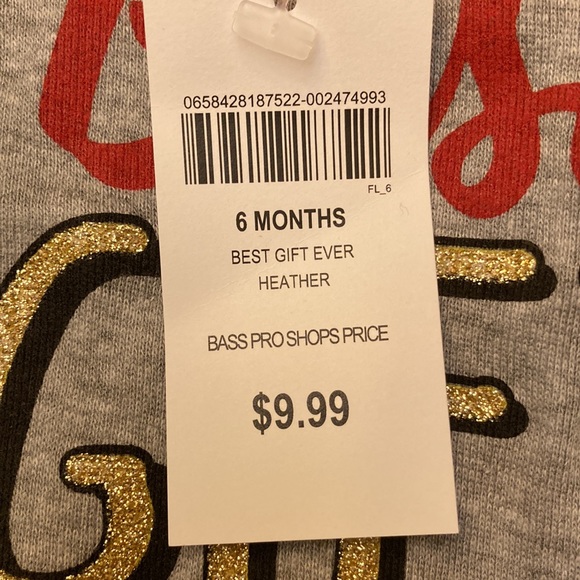 0658428187522-002474993
FL_6
6 MONTHS
BEST GIFT EVER
HEATHER
BASS PRO SHOPS PRICE
$9.99